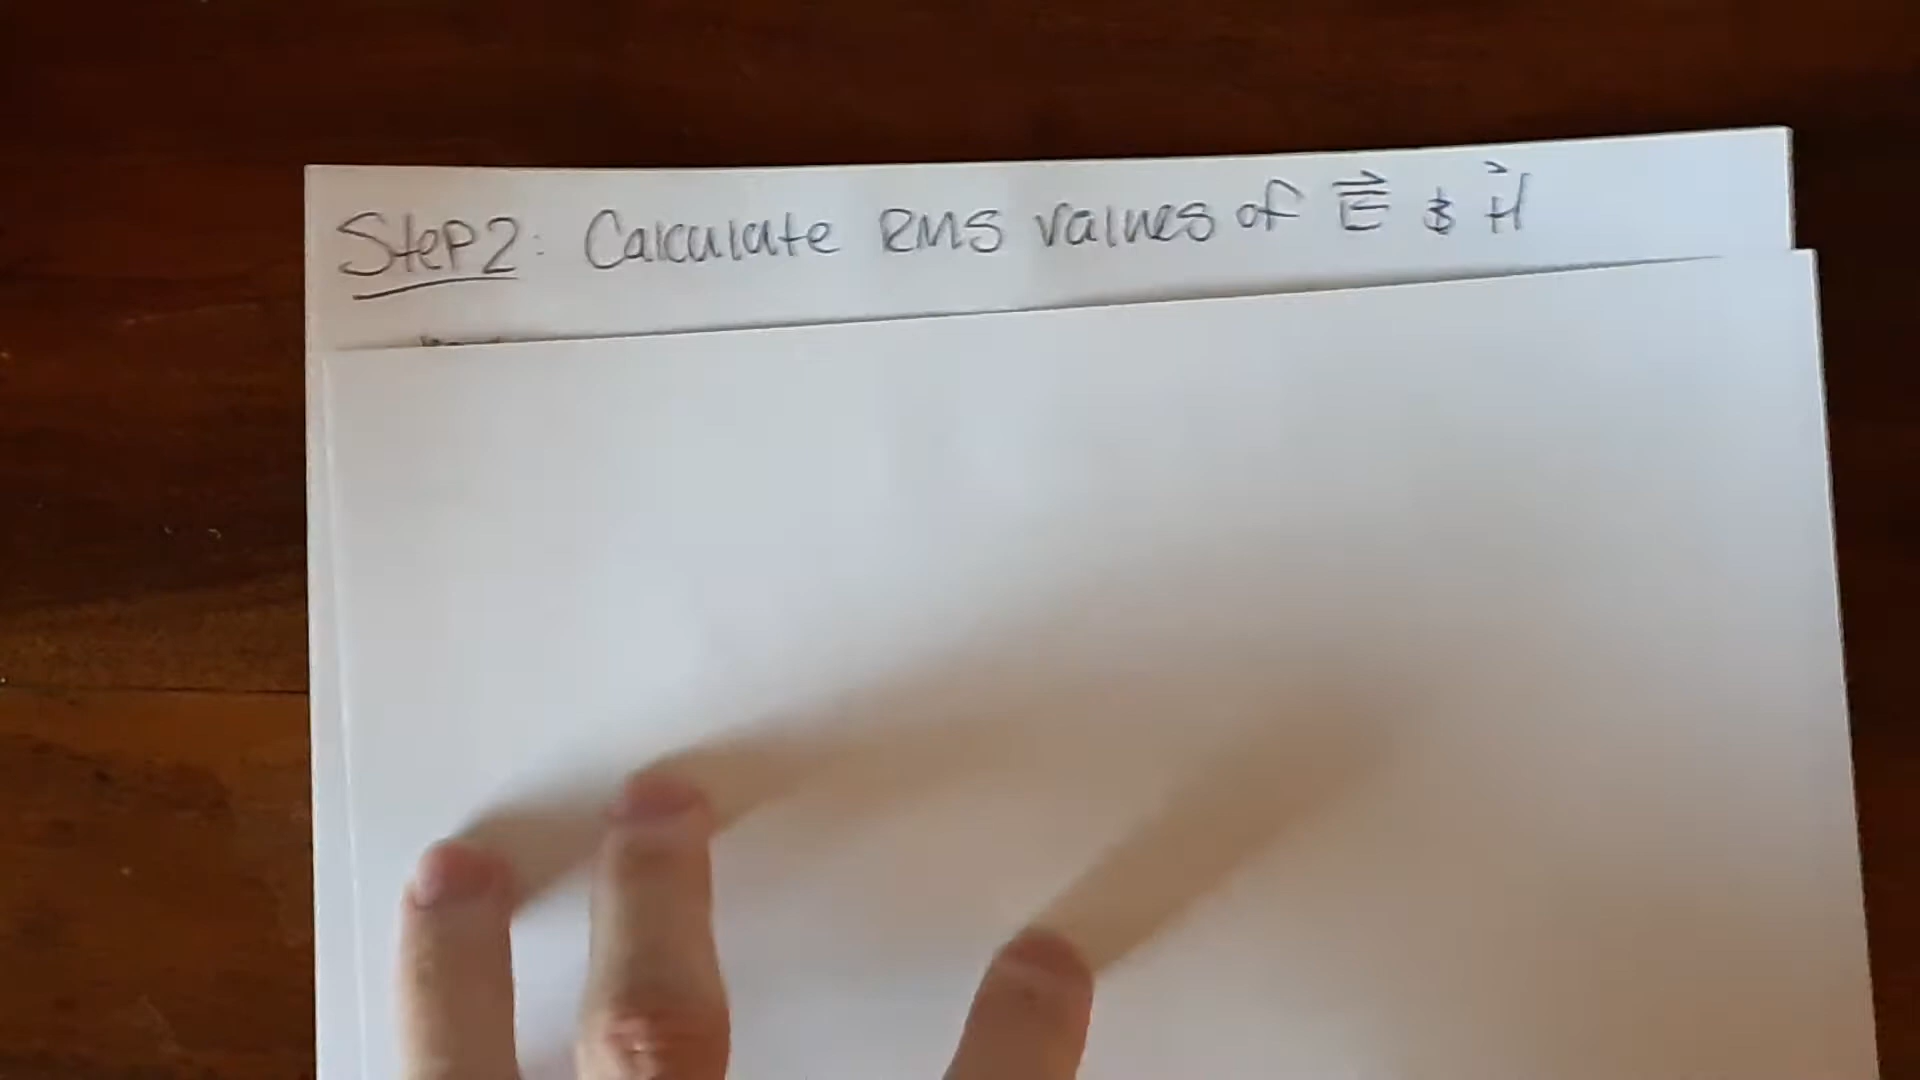 Step 2: Calculate RMS values of E⃗ & H⃗